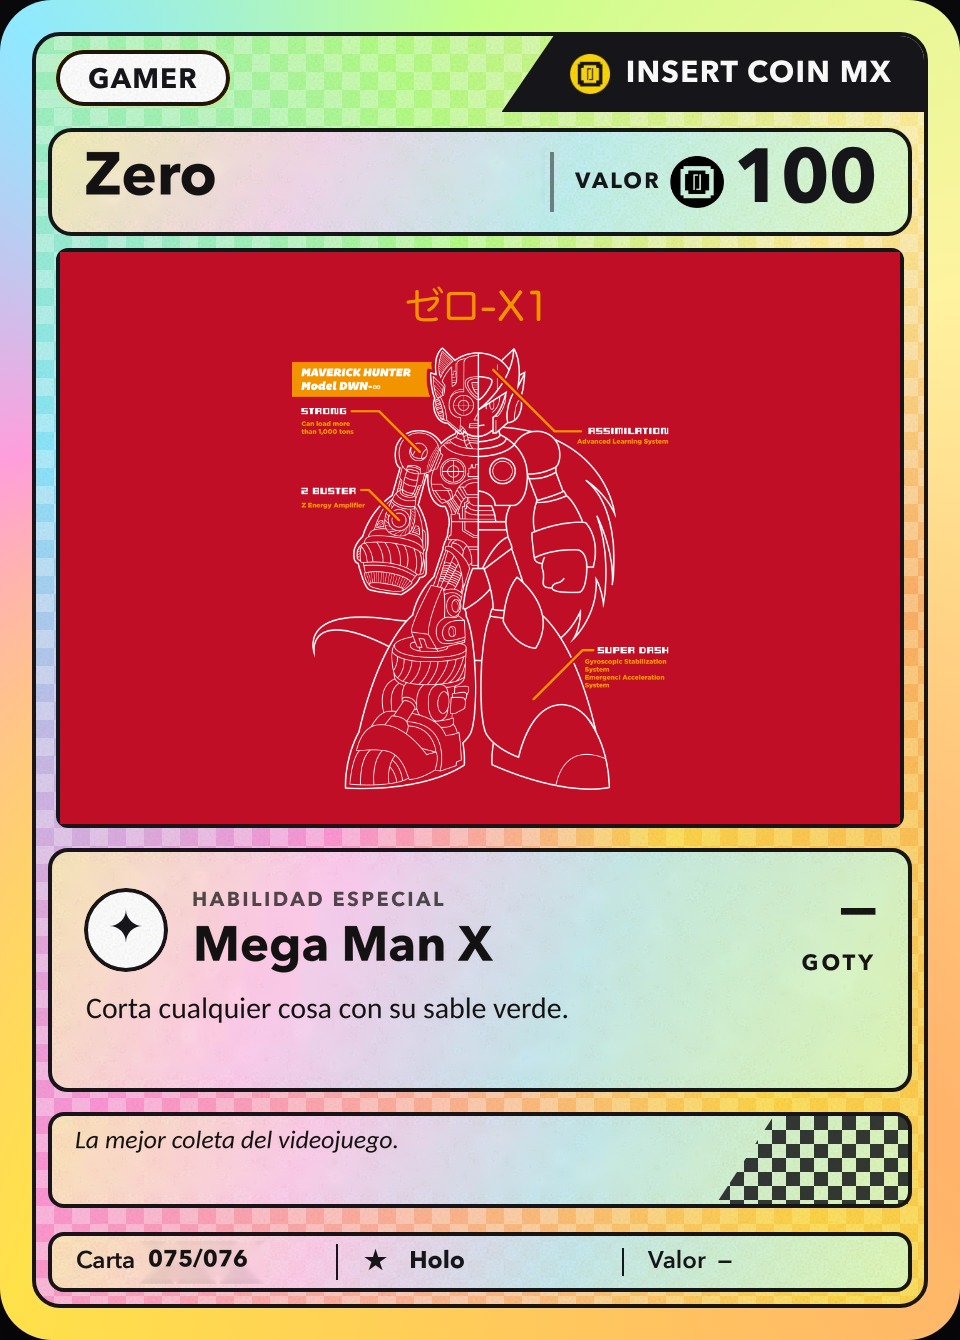 GAMER
INSERT COIN MX
Zero
VALOR 100
ゼロ-X1
MAVERICK HUNTER
Model DWN-∞
STRONG
Can load more
than 1,000 tons
ASSIMILATION
Advanced Learning System
Z BUSTER
Z Energy Amplifier
SUPER DASH
Gyroscopic Stabilization
System
Emergenci Acceleration
System
HABILIDAD ESPECIAL
Mega Man X
–
GOTY
Corta cualquier cosa con su sable verde.
La mejor coleta del videojuego.
Carta 075/076
★ Holo
Valor –